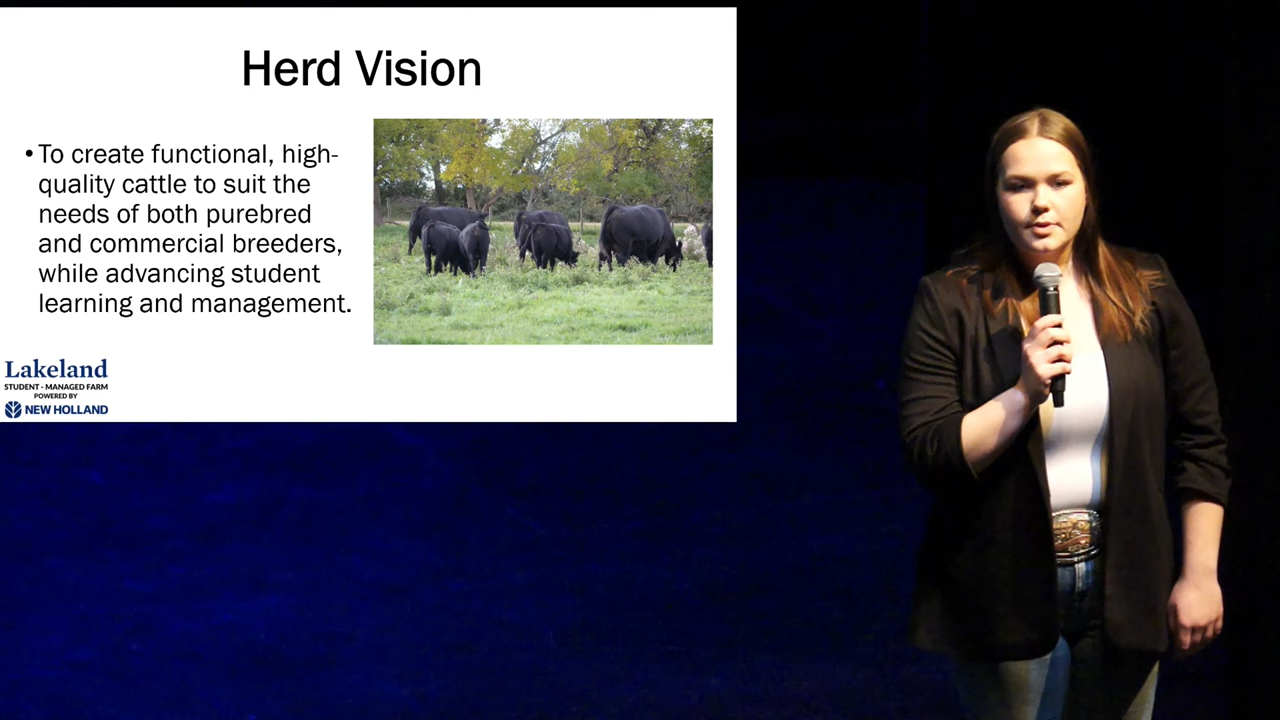 Herd Vision
• To create functional, high-
quality cattle to suit the
needs of both purebred
and commercial breeders,
while advancing student
learning and management.
Lakeland
STUDENT - MANAGED FARM
POWERED BY
NEW HOLLAND